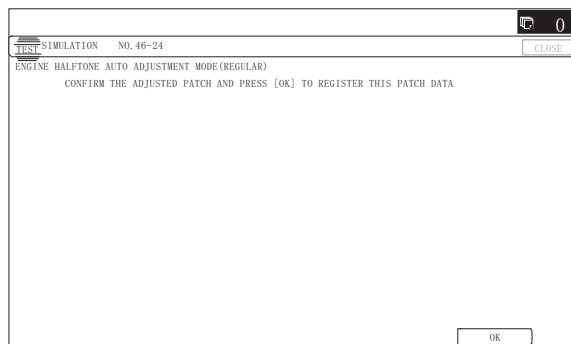 0
TEST SIMULATION NO. 46-24 CLOSE
ENGINE HALFTONE AUTO ADJUSTMENT MODE(REGULAR)
CONFIRM THE ADJUSTED PATCH AND PRESS [OK] TO REGISTER THIS PATCH DATA
OK